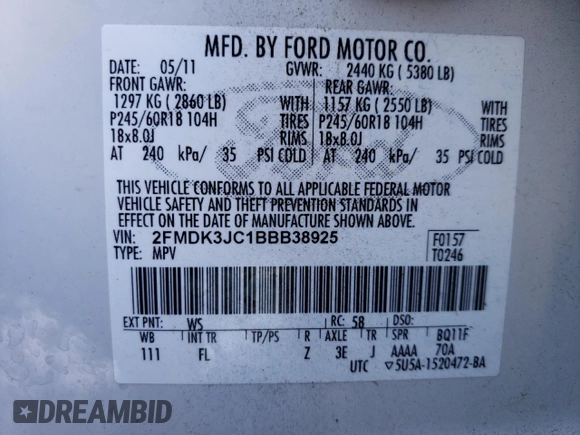 MFD. BY FORD MOTOR CO.
DATE: 05/11 GVWR: 2440 KG ( 5380 LB)
FRONT GAWR: REAR GAWR:
1297 KG ( 2860 LB) WITH 1157 KG ( 2550 LB) WITH
P245/60R18 104H TIRES P245/60R18 104H TIRES
18x8.0J RIMS 18x8.0J RIMS
AT 240 kPa/ 35 PSI COLD AT 240 kPa/ 35 PSI COLD
Ford
THIS VEHICLE CONFORMS TO ALL APPLICABLE FEDERAL MOTOR
VEHICLE SAFETY AND THEFT PREVENTION STANDARDS IN
EFFECT ON THE DATE OF MANUFACTURE SHOWN ABOVE.
VIN: 2FMDK3JC1BBB38925 F0157
TYPE: MPV T0246
EXT PNT: WS RC: 58 DSO:
WB INT TR TP/PS R AXLE TR SPR BQ11F
111 FL Z 3E J AAAA 70A
UTC ▽5U5A-1520472-BA
DREAMBID